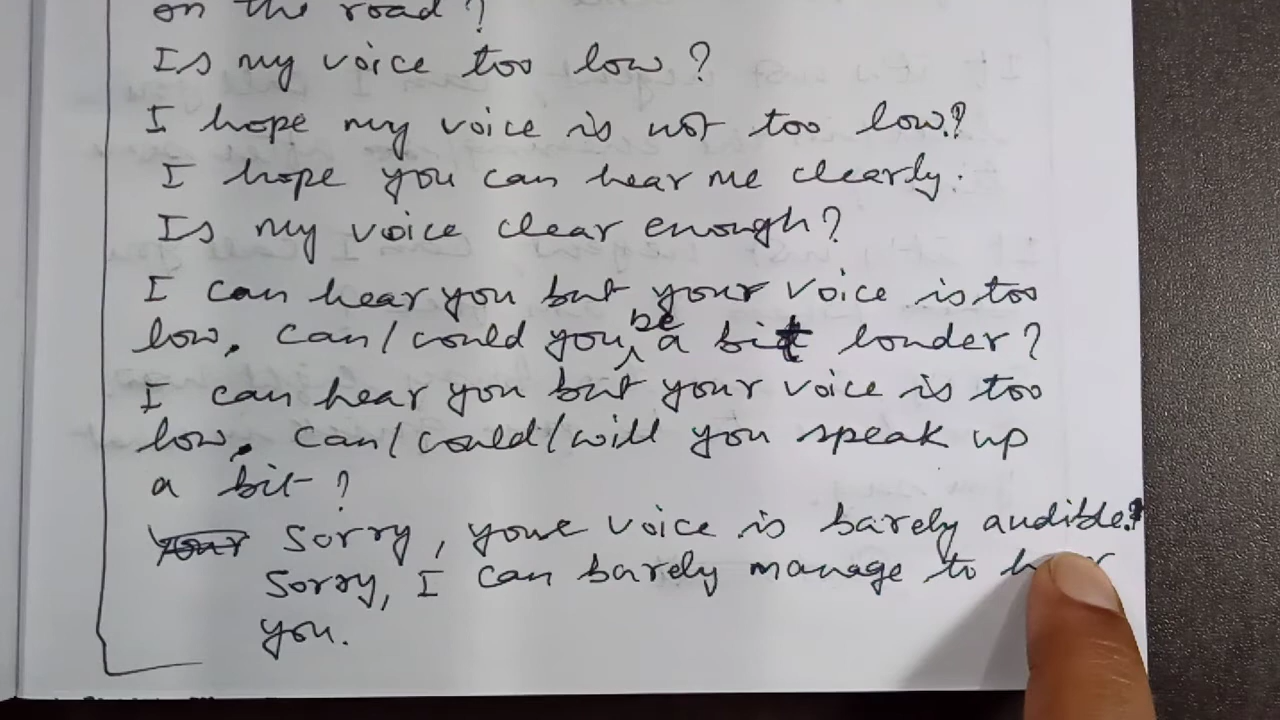 on the road?
Is my voice too low?
I hope my voice is not too low?
I hope you can hear me clearly.
Is my voice clear enough?
I can hear you but your voice is too
low. Can/could you be a bit louder?
I can hear you but your voice is too
low. Can/could/will you speak up
a bit?
Sorry, your voice is barely audible.
Sorry, I can barely manage to
you.